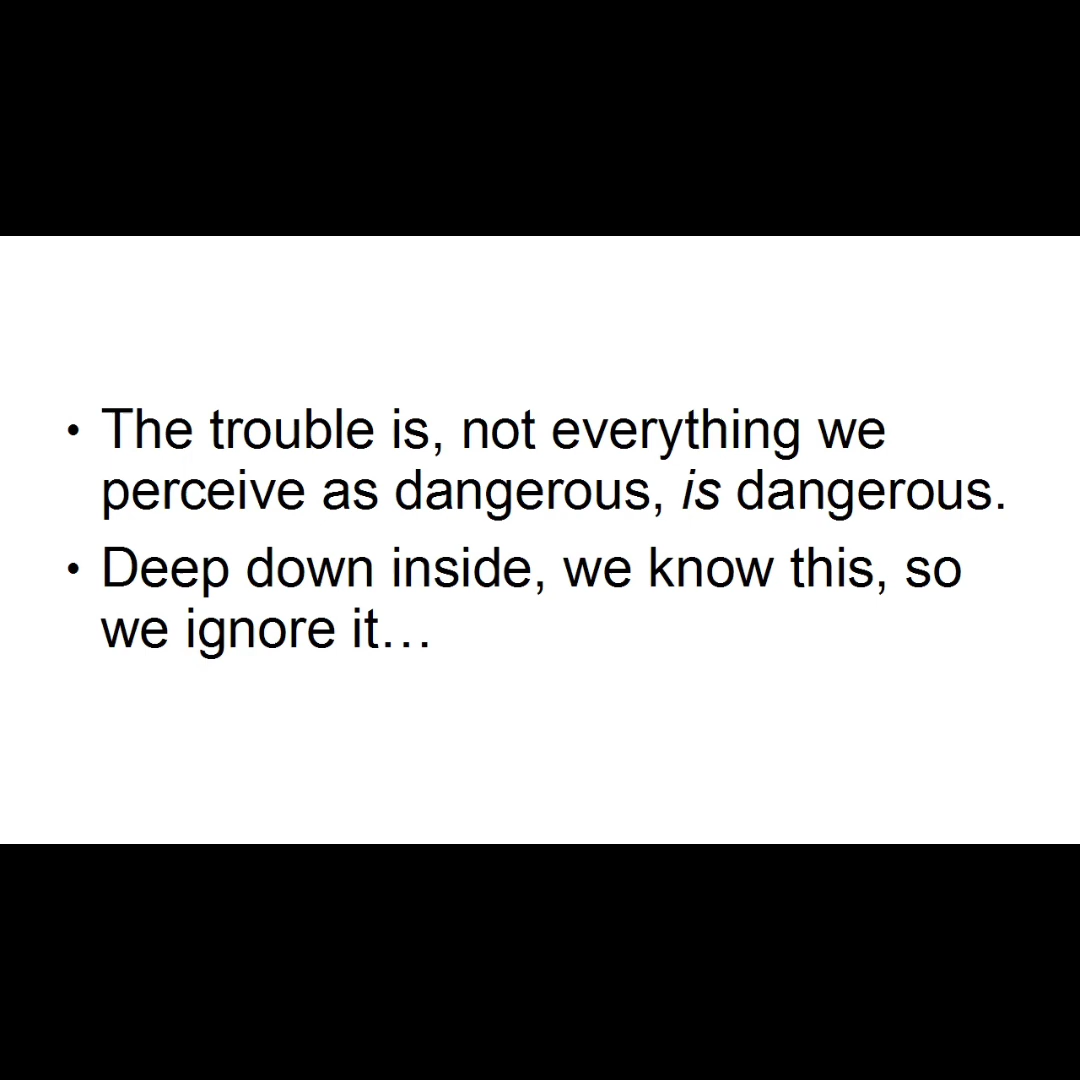 • The trouble is, not everything we
perceive as dangerous, is dangerous.
• Deep down inside, we know this, so
we ignore it…